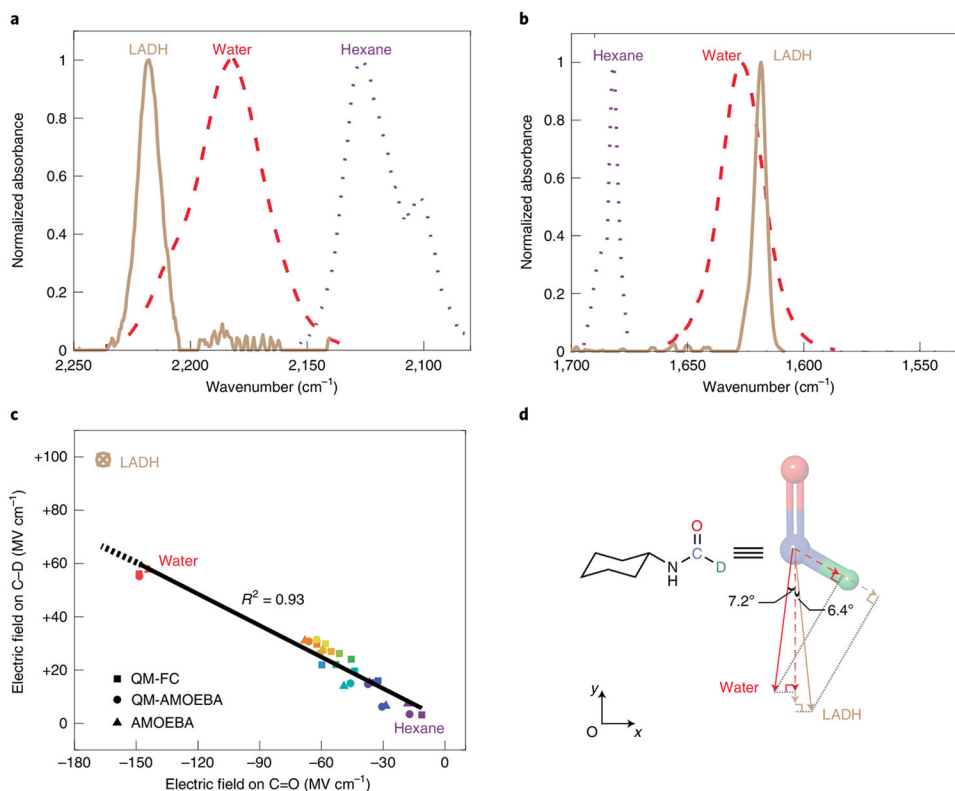 a
LADH
Water
Hexane
Normalized absorbance
1
0.8
0.6
0.4
0.2
0
2,250
2,200
2,150
2,100
Wavenumber (cm⁻¹)
b
Hexane
Water
LADH
Normalized absorbance
1
0.8
0.6
0.4
0.2
0
1,700
1,650
1,600
1,550
Wavenumber (cm⁻¹)
c
Electric field on C–D (MV cm⁻¹)
+100
+80
+60
+40
+20
0
LADH
Water
R² = 0.93
QM-FC
QM-AMOEBA
AMOEBA
Hexane
−180
−150
−120
−90
−60
−30
0
Electric field on C=O (MV cm⁻¹)
d
O
C
N
H
D
7.2°
6.4°
Water
LADH
y
O
x